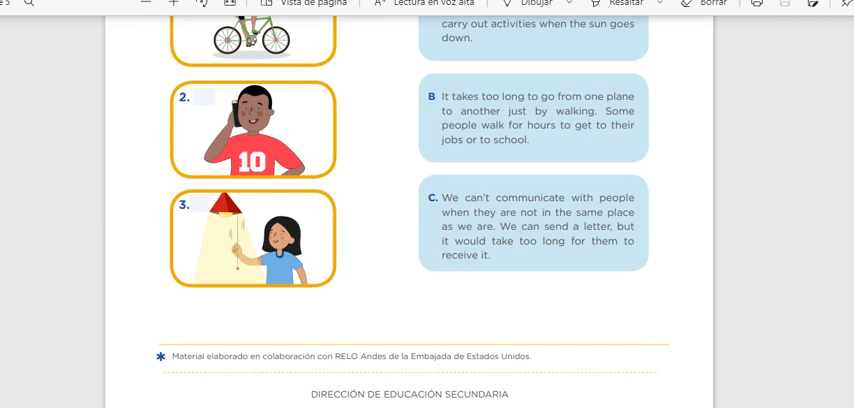 Vista de página
Lectura en voz alta
Dibujar
Resaltar
Borrar
carry out activities when the sun goes
down.
2.
10
B It takes too long to go from one plane
to another just by walking. Some
people walk for hours to get to their
jobs or to school.
3.
C. We can't communicate with people
when they are not in the same place
as we are. We can send a letter, but
it would take too long for them to
receive it.
* Material elaborado en colaboración con RELO Andes de la Embajada de Estados Unidos.
DIRECCIÓN DE EDUCACIÓN SECUNDARIA